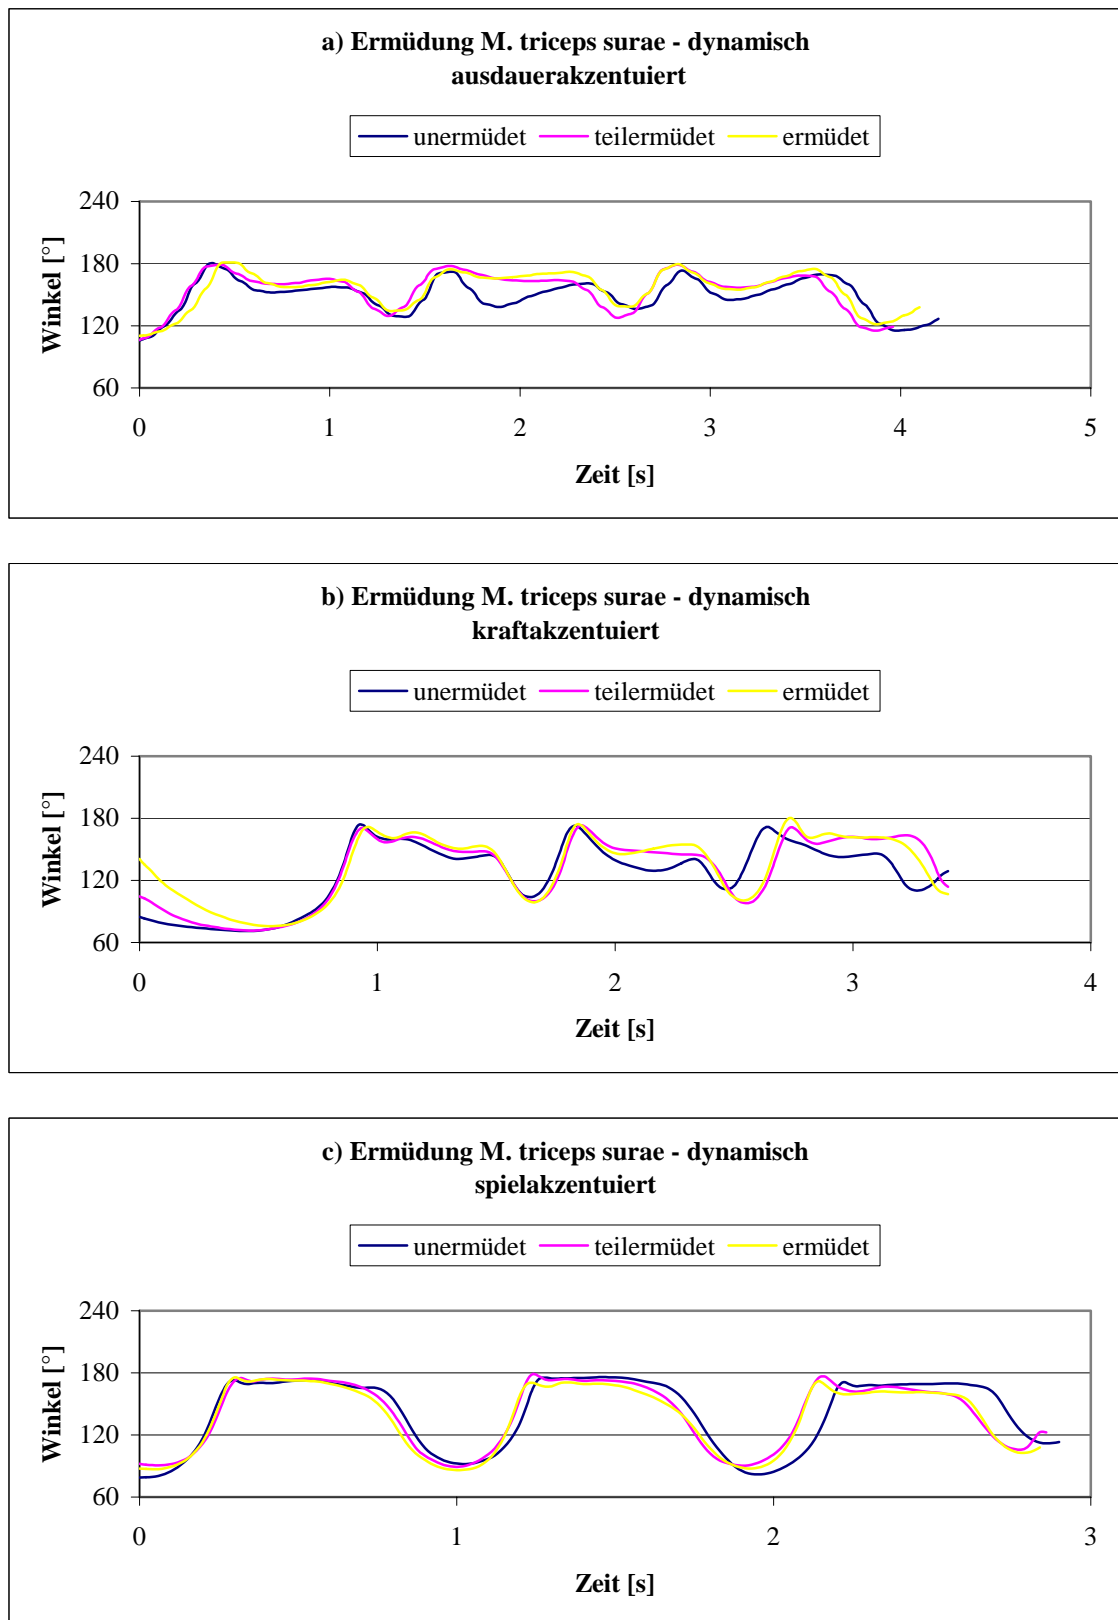 a) Ermüdung M. triceps surae - dynamisch
ausdauerakzentuiert
unermüdet teilermüdet ermüdet
240
180
120
60
Winkel [°]
0 1 2 3 4 5
Zeit [s]
b) Ermüdung M. triceps surae - dynamisch
kraftakzentuiert
unermüdet teilermüdet ermüdet
240
180
120
60
Winkel [°]
0 1 2 3 4
Zeit [s]
c) Ermüdung M. triceps surae - dynamisch
spielakzentuiert
unermüdet teilermüdet ermüdet
240
180
120
60
Winkel [°]
0 1 2 3
Zeit [s]